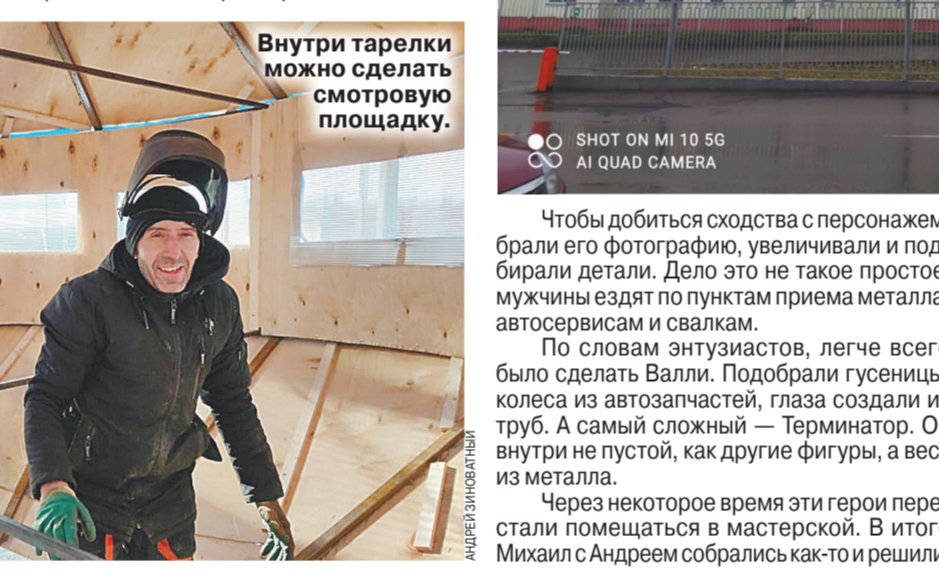 Внутри тарелки
можно сделать
смотровую
площадку.
АНДРЕЙ ЗИНОВАТНЫЙ
SHOT ON MI 10 5G
AI QUAD CAMERA
Чтобы добиться сходства с персонажем
брали его фотографию, увеличивали и под
бирали детали. Дело это не такое простое
мужчины ездят по пунктам приема металла
автосервисам и свалкам.
По словам энтузиастов, легче всег
было сделать Валли. Подобрали гусеницы
колеса из автозапчастей, глаза создали и
труб. А самый сложный — Терминатор. О
внутри не пустой, как другие фигуры, а вес
из металла.
Через некоторое время эти герои пере
стали помещаться в мастерской. В итог
Михаил с Андреем собрались как-то и решили